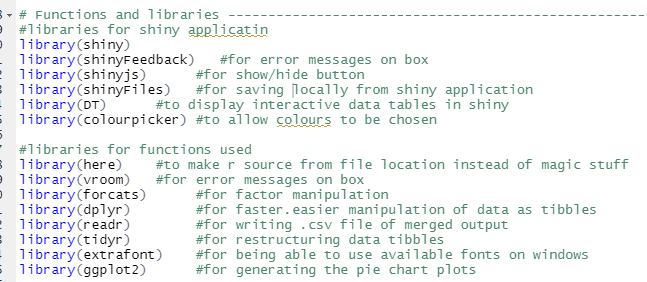 # Functions and libraries ----------------------------------------------------
#libraries for shiny applicatin
library(shiny)
library(shinyFeedback)   #for error messages on box
library(shinyjs)       #for show/hide button
library(shinyFiles)   #for saving locally from shiny application
library(DT)      #to display interactive data tables in shiny
library(colourpicker) #to allow colours to be chosen
#libraries for functions used
library(here)    #to make r source from file location instead of magic stuff
library(vroom)   #for error messages on box
library(forcats)      #for factor manipulation
library(dplyr)        #for faster.easier manipulation of data as tibbles
library(readr)        #for writing .csv file of merged output
library(tidyr)        #for restructuring data tibbles
library(extrafont)    #for being able to use available fonts on windows
library(ggplot2)      #for generating the pie chart plots